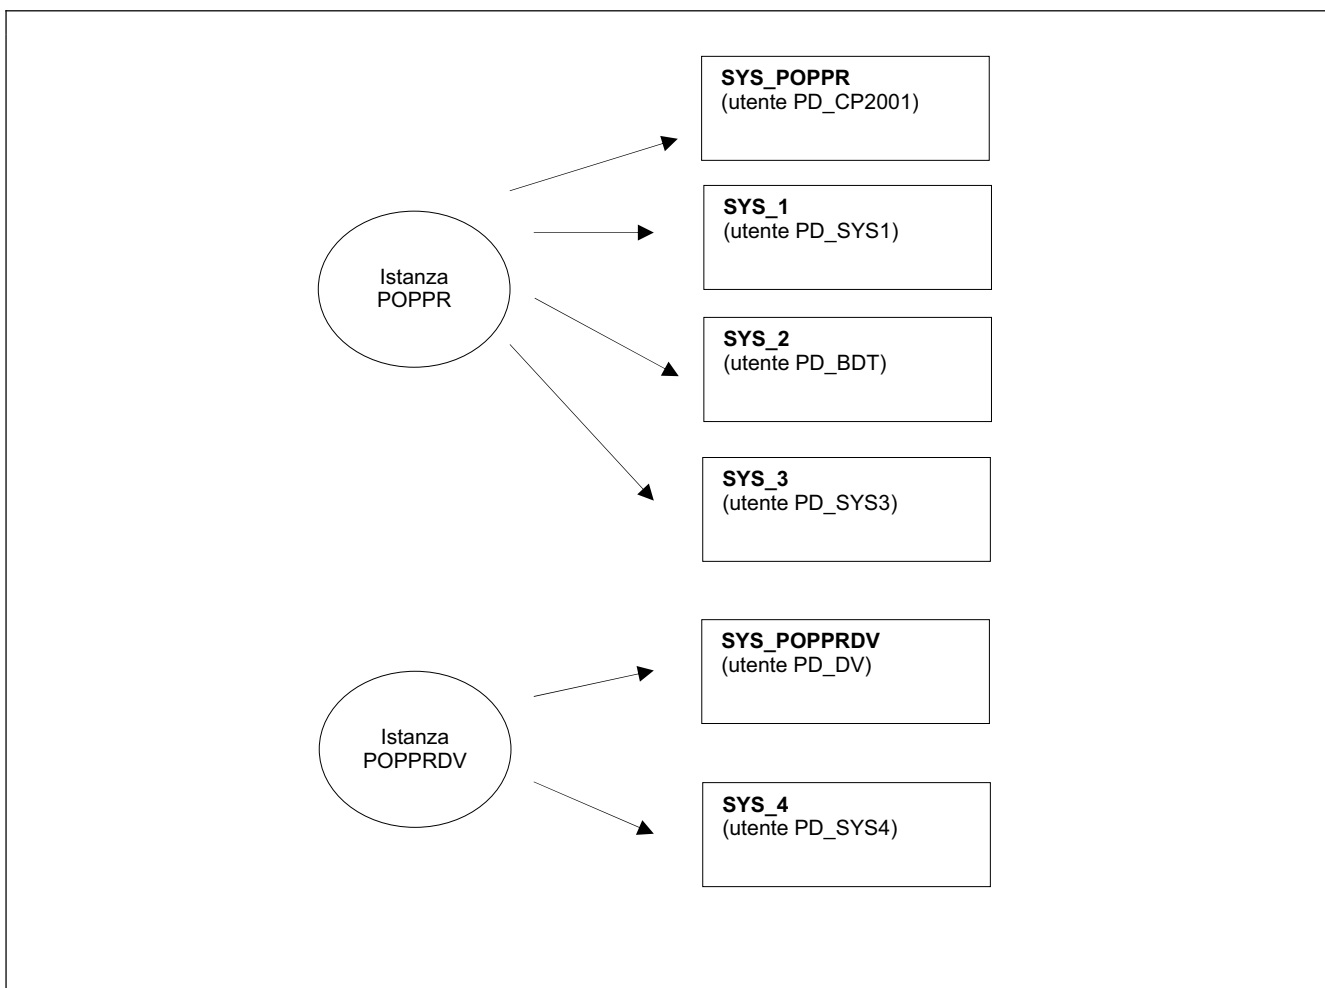 SYS_POPPR
(utente PD_CP2001)
SYS_1
(utente PD_SYS1)
Istanza
POPPR
SYS_2
(utente PD_BDT)
SYS_3
(utente PD_SYS3)
SYS_POPPRDV
(utente PD_DV)
Istanza
POPPRDV
SYS_4
(utente PD_SYS4)